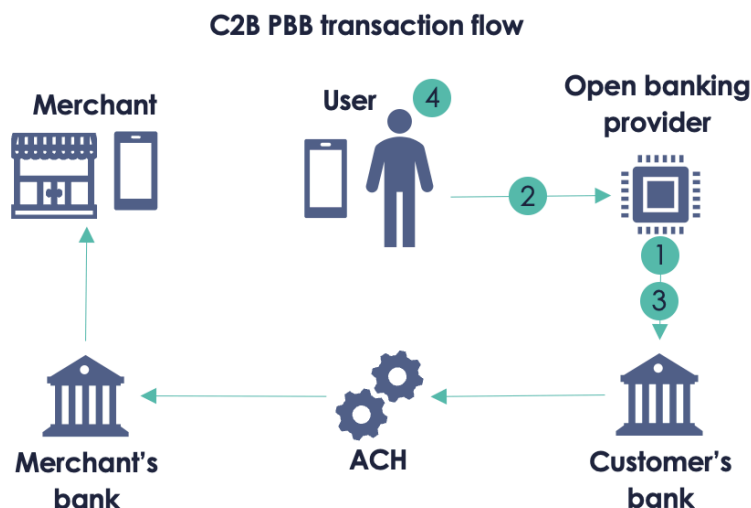 C2B PBB transaction flow
Merchant
User
4
Open banking
provider
2
1
3
Merchant's
bank
ACH
Customer's
bank